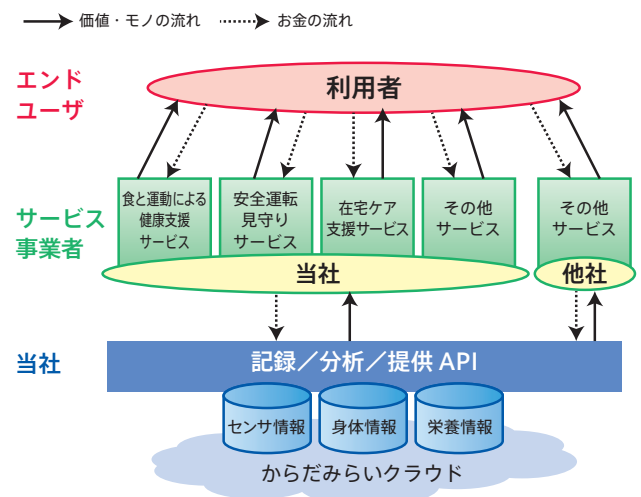 価値・モノの流れ お金の流れ
エンド
ユーザ
利用者
サービス
事業者
食と運動による
健康支援
サービス
安全運転
見守り
サービス
在宅ケア
支援サービス
その他
サービス
その他
サービス
当社
他社
当社
記録／分析／提供 API
センサ情報
身体情報
栄養情報
からだみらいクラウド